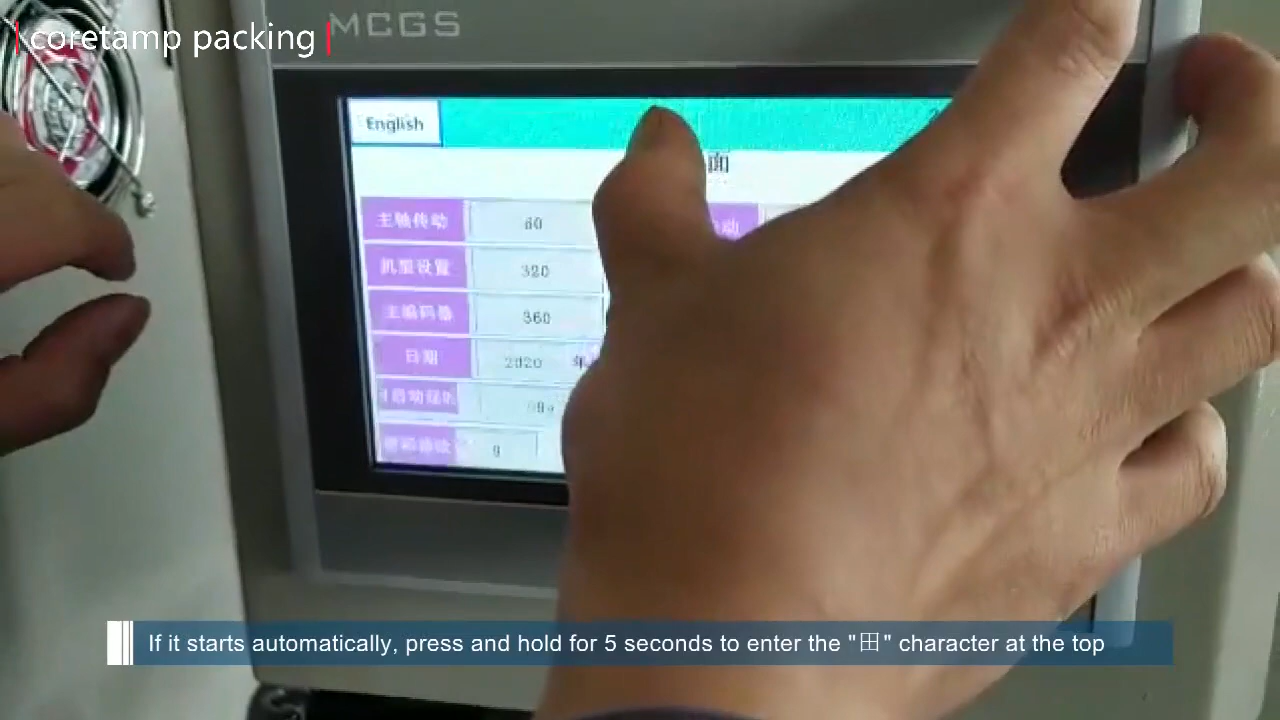 coretamp packing
MCGS
English
面
主轴传动 60 动
机型设置 320
主编码器 360
日期 2020 年
If it starts automatically, press and hold for 5 seconds to enter the "田" character at the top